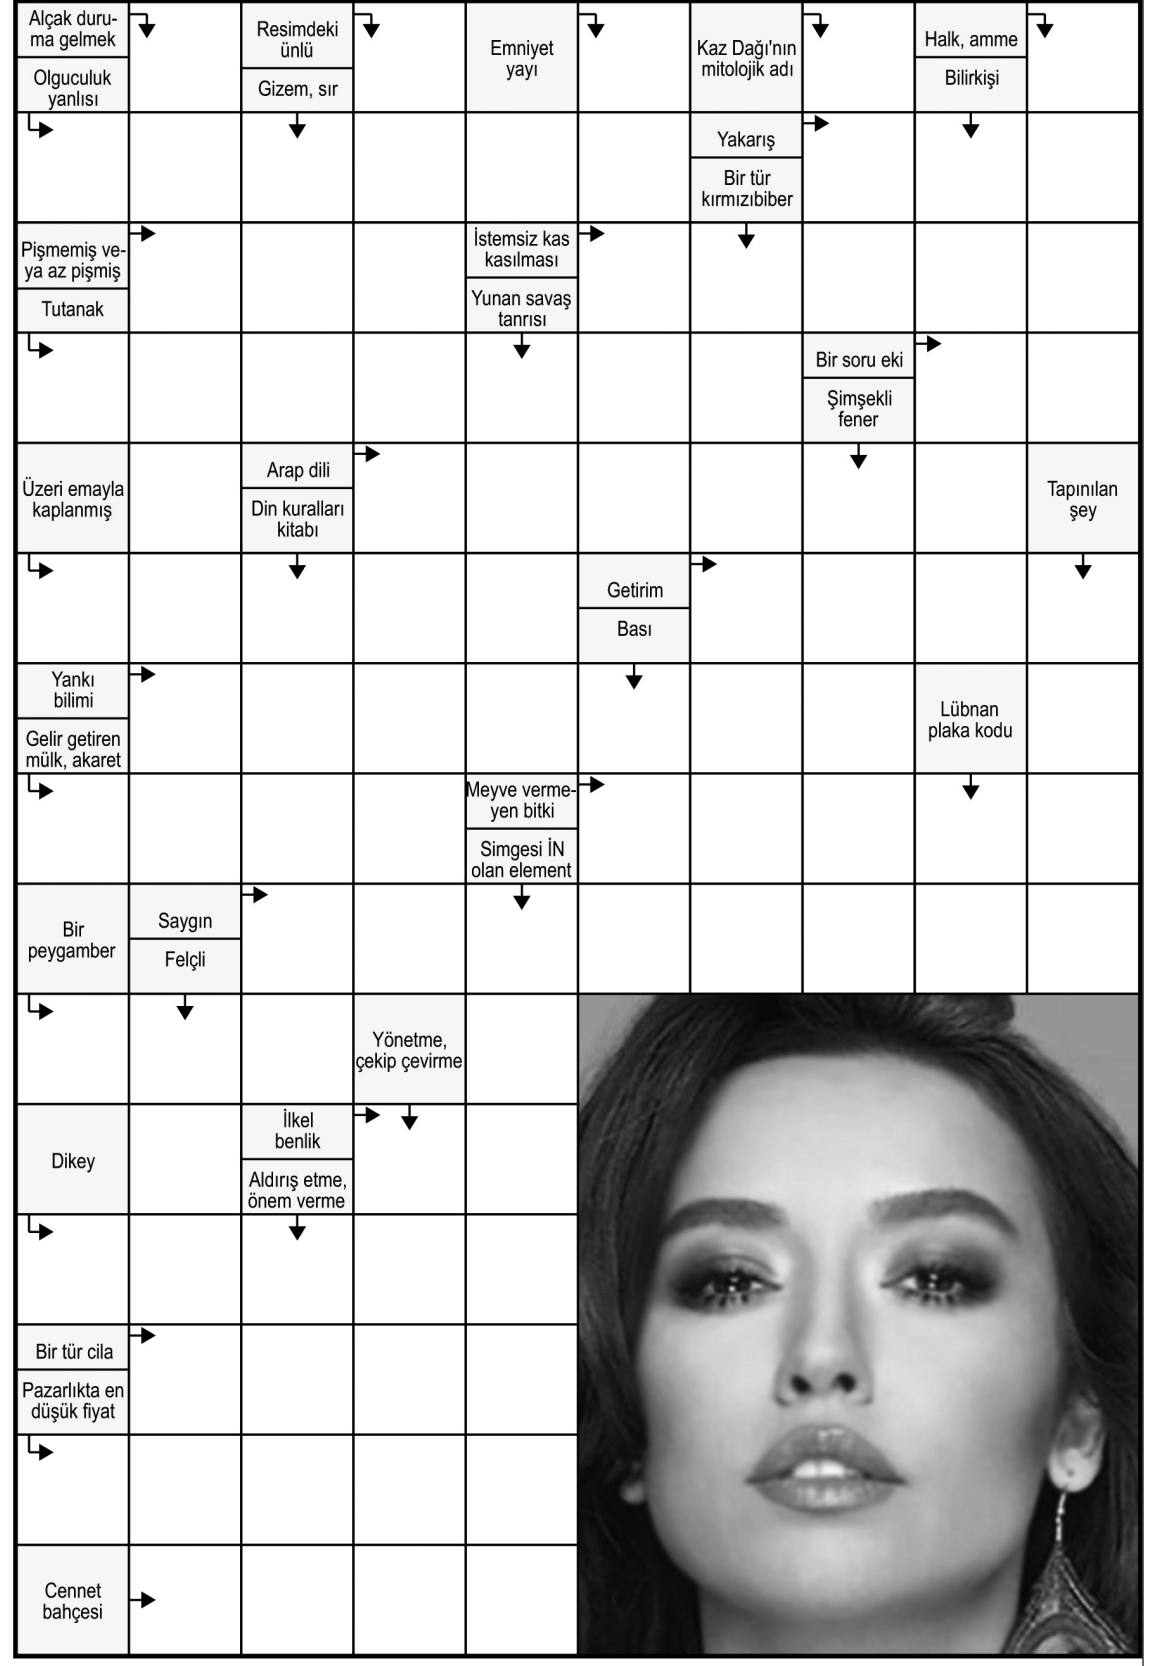 Alçak duru-
ma gelmek
Olguculuk
yanlısı
Resimdeki
ünlü
Gizem, sır
Emniyet
yayı
Kaz Dağı'nın
mitolojik adı
Halk, amme
Bilirkişi
Yakarış
Bir tür
kırmızıbiber
Pişmemiş ve-
ya az pişmiş
Tutanak
İstemsiz kas
kasılması
Yunan savaş
tanrısı
Bir soru eki
Şimşekli
fener
Üzeri emayla
kaplanmış
Arap dili
Din kuralları
kitabı
Tapınılan
şey
Getirim
Bası
Yankı
bilimi
Gelir getiren
mülk, akaret
Lübnan
plaka kodu
Meyve verme-
yen bitki
Simgesi İN
olan element
Bir
peygamber
Saygın
Felçli
Yönetme,
çekip çevirme
Dikey
İlkel
benlik
Aldırış etme,
önem verme
Bir tür cila
Pazarlıkta en
düşük fiyat
Cennet
bahçesi